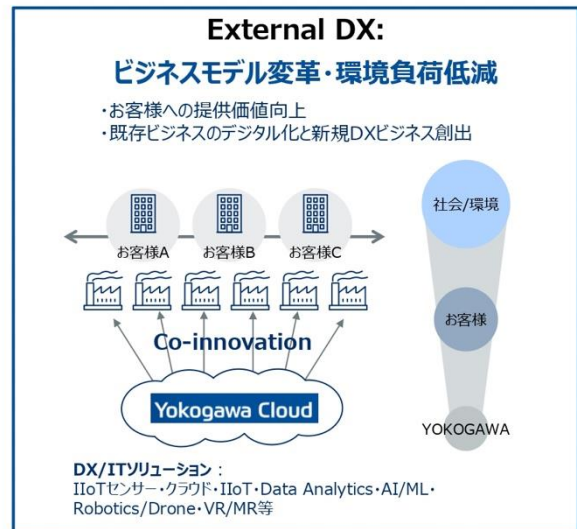 External DX:
ビジネスモデル変革・環境負荷低減
・お客様への提供価値向上
・既存ビジネスのデジタル化と新規DXビジネス創出
お客様A
お客様B
お客様C
Co-innovation
Yokogawa Cloud
DX/ITソリューション：
IIoTセンサー・クラウド・IIoT・Data Analytics・AI/ML・
Robotics/Drone・VR/MR等
社会/環境
お客様
YOKOGAWA